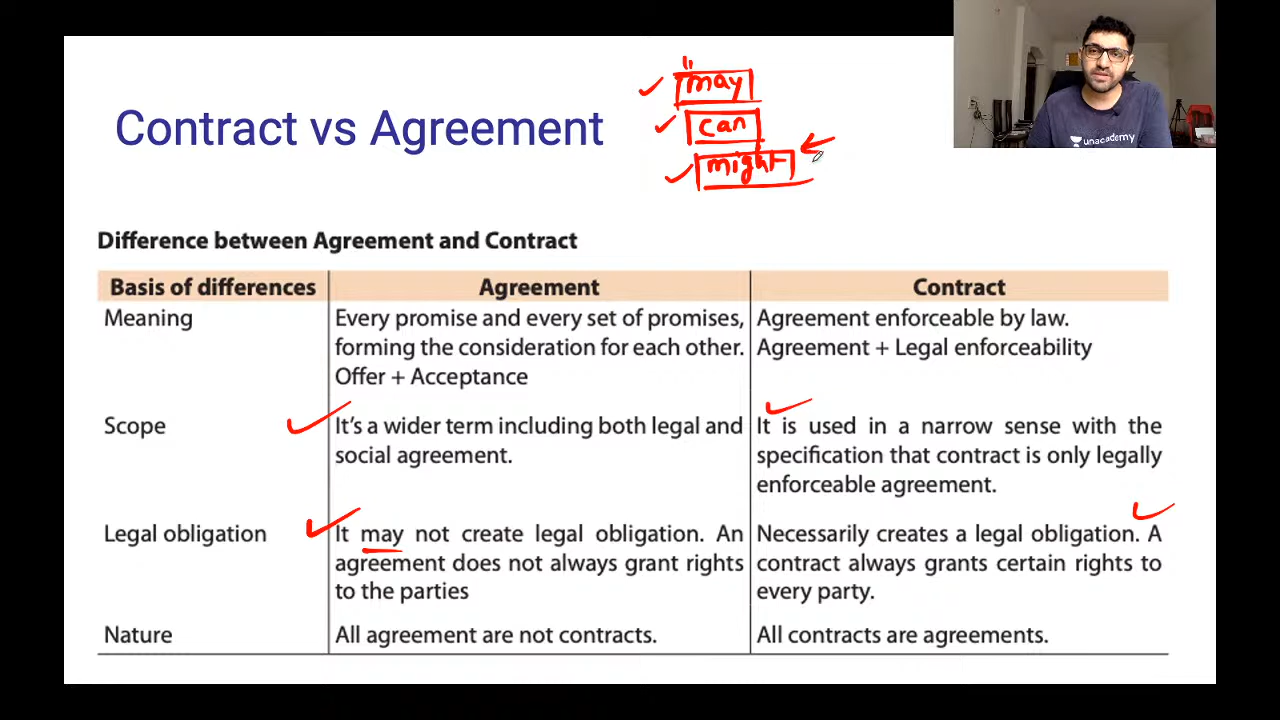 "may
can
might
unacademy
Contract vs Agreement
Difference between Agreement and Contract
Basis of differences Agreement Contract
Meaning Every promise and every set of promises, Agreement enforceable by law.
forming the consideration for each other. Agreement + Legal enforceability
Offer + Acceptance
Scope It's a wider term including both legal and It is used in a narrow sense with the
social agreement. specification that contract is only legally
enforceable agreement.
Legal obligation It may not create legal obligation. An Necessarily creates a legal obligation. A
agreement does not always grant rights contract always grants certain rights to
to the parties every party.
Nature All agreement are not contracts. All contracts are agreements.